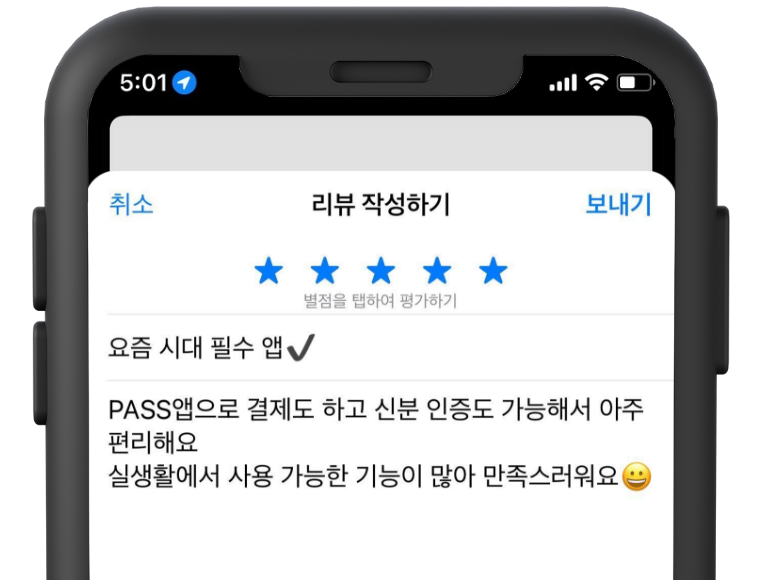 5:01
취소 리뷰 작성하기 보내기
별점을 탭하여 평가하기
요즘 시대 필수 앱✔️
PASS앱으로 결제도 하고 신분 인증도 가능해서 아주
편리해요
실생활에서 사용 가능한 기능이 많아 만족스러워요😀